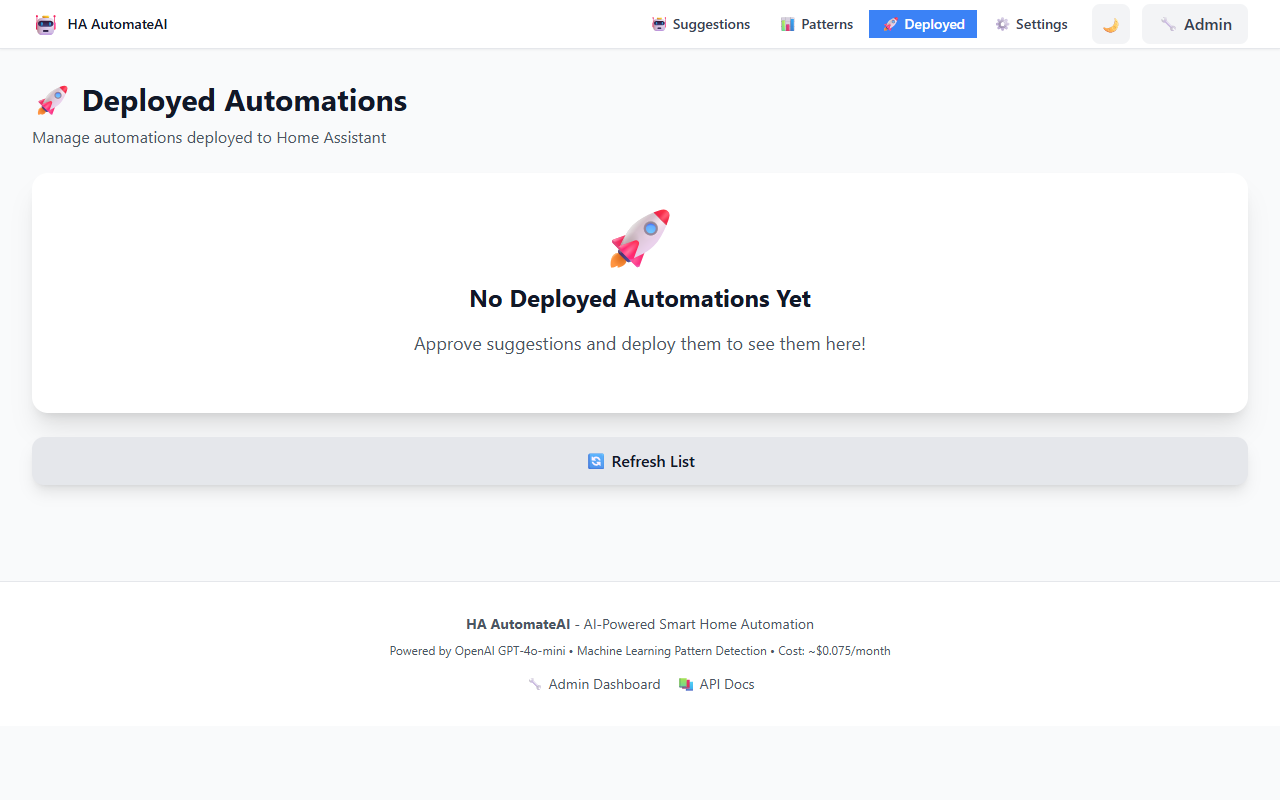 HA AutomateAI
Suggestions
Patterns
Deployed
Settings
Admin
Deployed Automations
Manage automations deployed to Home Assistant
No Deployed Automations Yet
Approve suggestions and deploy them to see them here!
Refresh List
HA AutomateAI - AI-Powered Smart Home Automation
Powered by OpenAI GPT-4o-mini • Machine Learning Pattern Detection • Cost: ~$0.075/month
Admin Dashboard
API Docs